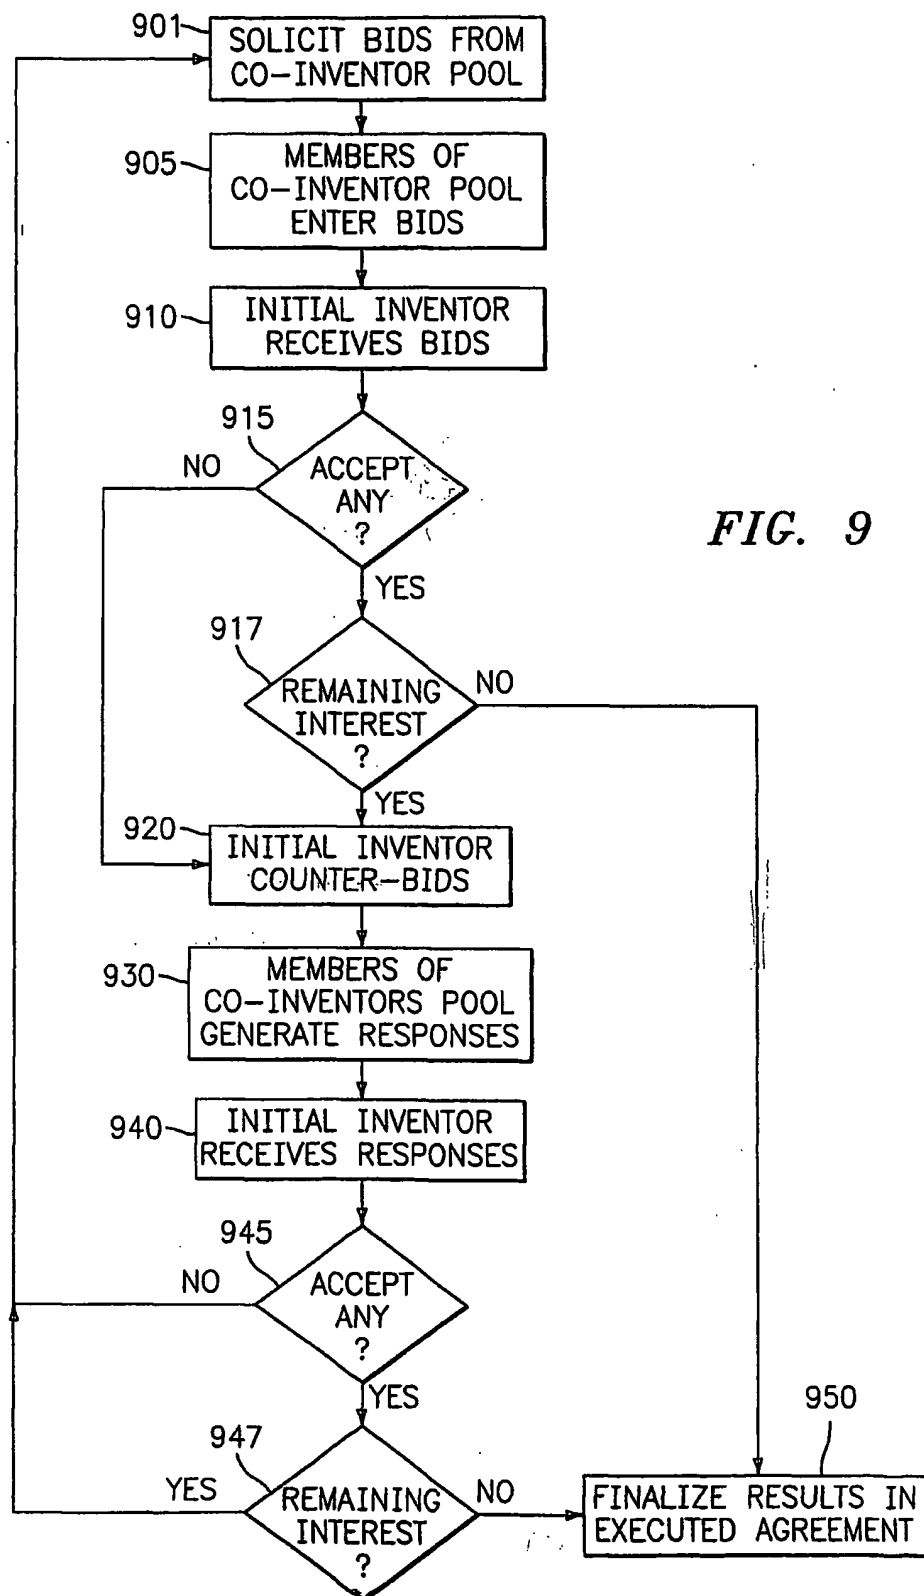 901
SOLICIT BIDS FROM
CO-INVENTOR POOL
905
MEMBERS OF
CO-INVENTOR POOL
ENTER BIDS
910
INITIAL INVENTOR
RECEIVES BIDS
915
NO
ACCEPT
ANY
?
FIG. 9
YES
917
REMAINING
INTEREST
?
NO
YES
920
INITIAL INVENTOR
COUNTER-BIDS
930
MEMBERS OF
CO-INVENTORS POOL
GENERATE RESPONSES
940
INITIAL INVENTOR
RECEIVES RESPONSES
945
NO
ACCEPT
ANY
?
YES
947
YES
REMAINING
INTEREST
?
NO
950
FINALIZE RESULTS IN
EXECUTED AGREEMENT